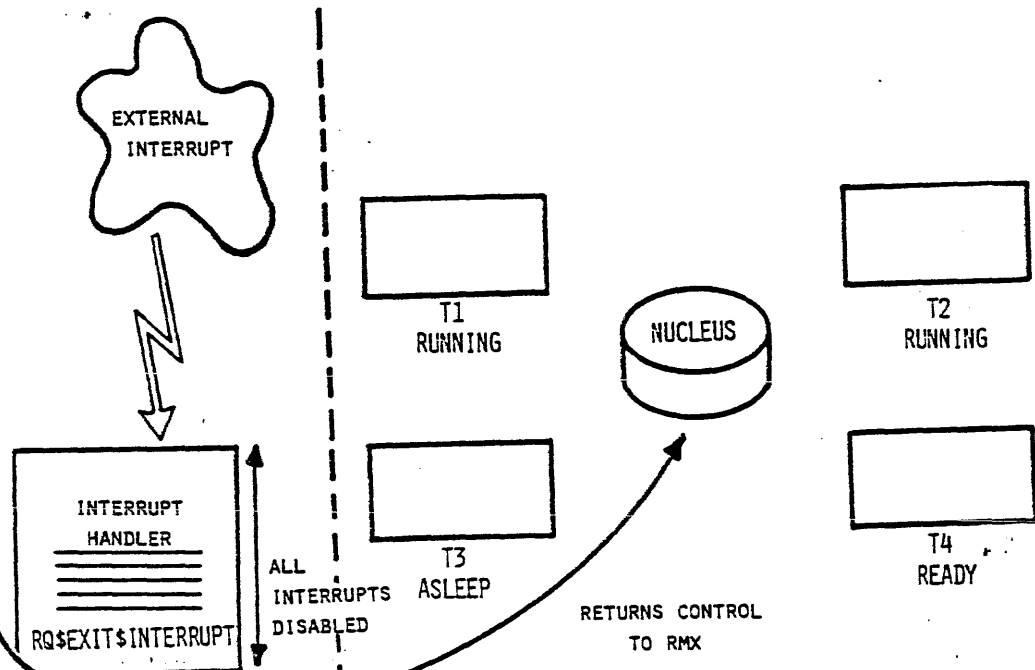 EXTERNAL
INTERRUPT
T1
RUNNING
NUCLEUS
T2
RUNNING
INTERRUPT
HANDLER
RQ$EXIT$INTERRUPT
ALL
INTERRUPTS
DISABLED
T3
ASLEEP
T4
READY
RETURNS CONTROL
TO RMX